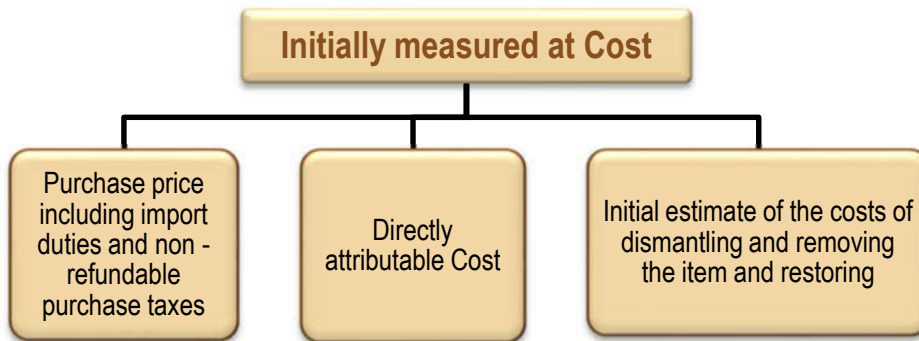 Initially measured at Cost
Purchase price
including import
duties and non -
refundable
purchase taxes
Directly
attributable Cost
Initial estimate of the costs of
dismantling and removing
the item and restoring